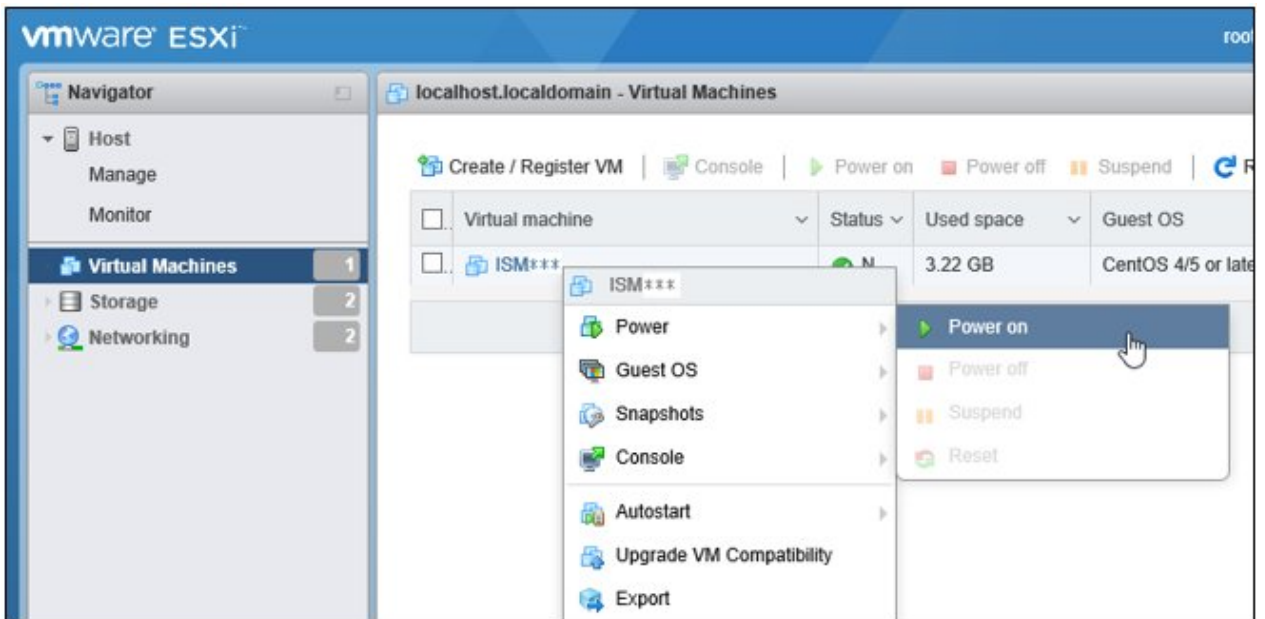 vmware ESXi™
root
Navigator
localhost.localdomain - Virtual Machines
Host
Manage
Monitor
Virtual Machines 1
Storage 2
Networking 2
Create / Register VM | Console | Power on Power off Suspend |
Virtual machine Status Used space Guest OS
ISM*** 3.22 GB CentOS 4/5 or late
ISM***
Power
Guest OS
Snapshots
Console
Autostart
Upgrade VM Compatibility
Export
Power on
Power off
Suspend
Reset